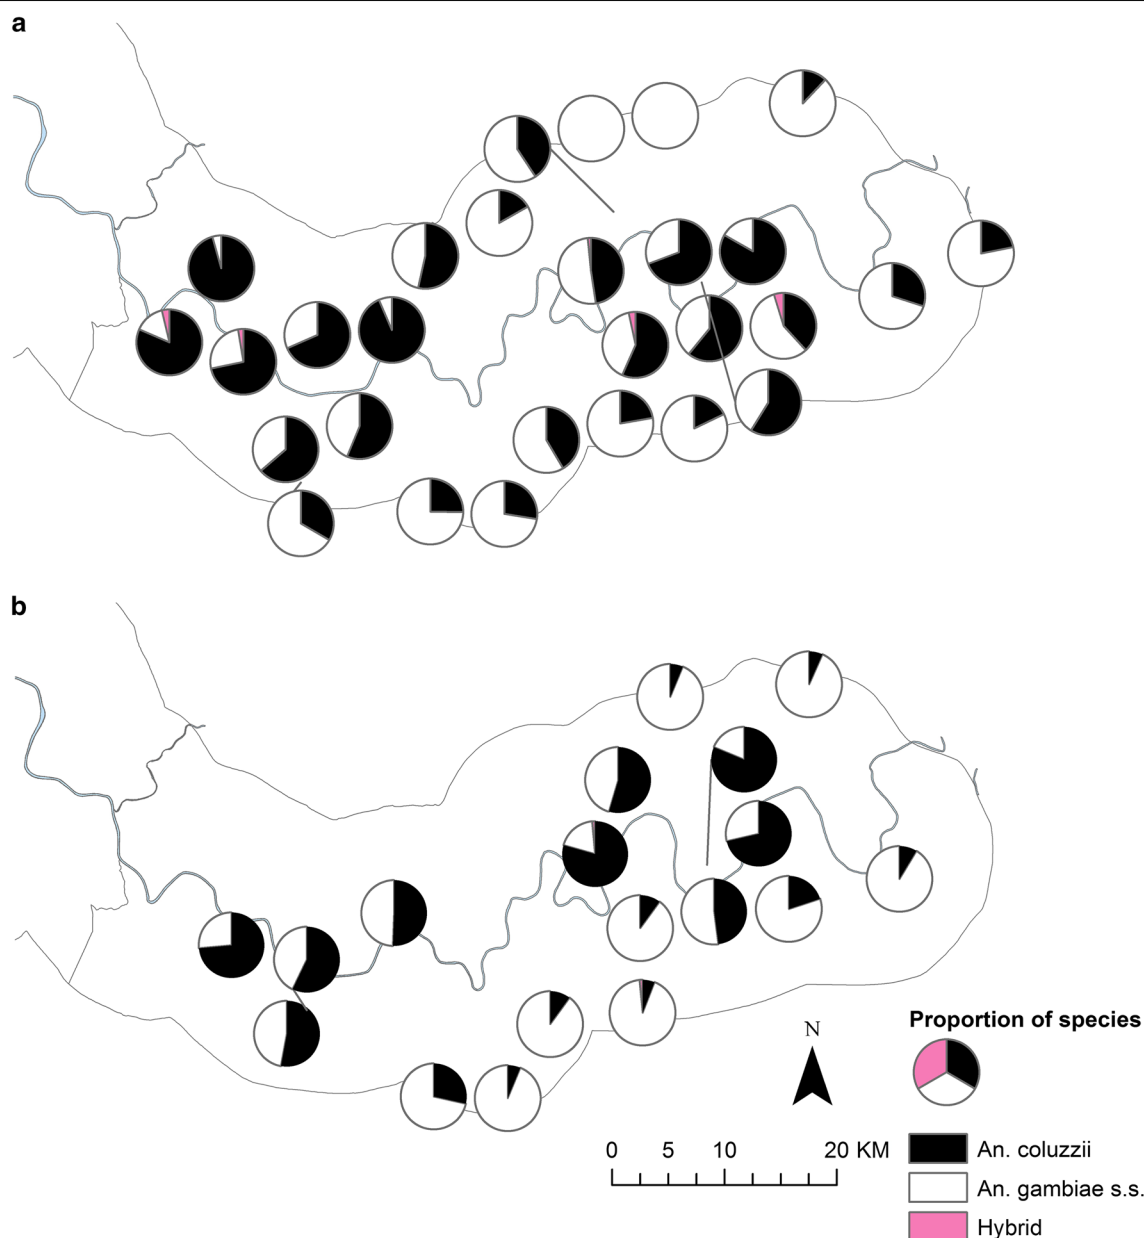 a
b
N
0 5 10 20 KM
Proportion of species
An. coluzzii
An. gambiae s.s.
Hybrid